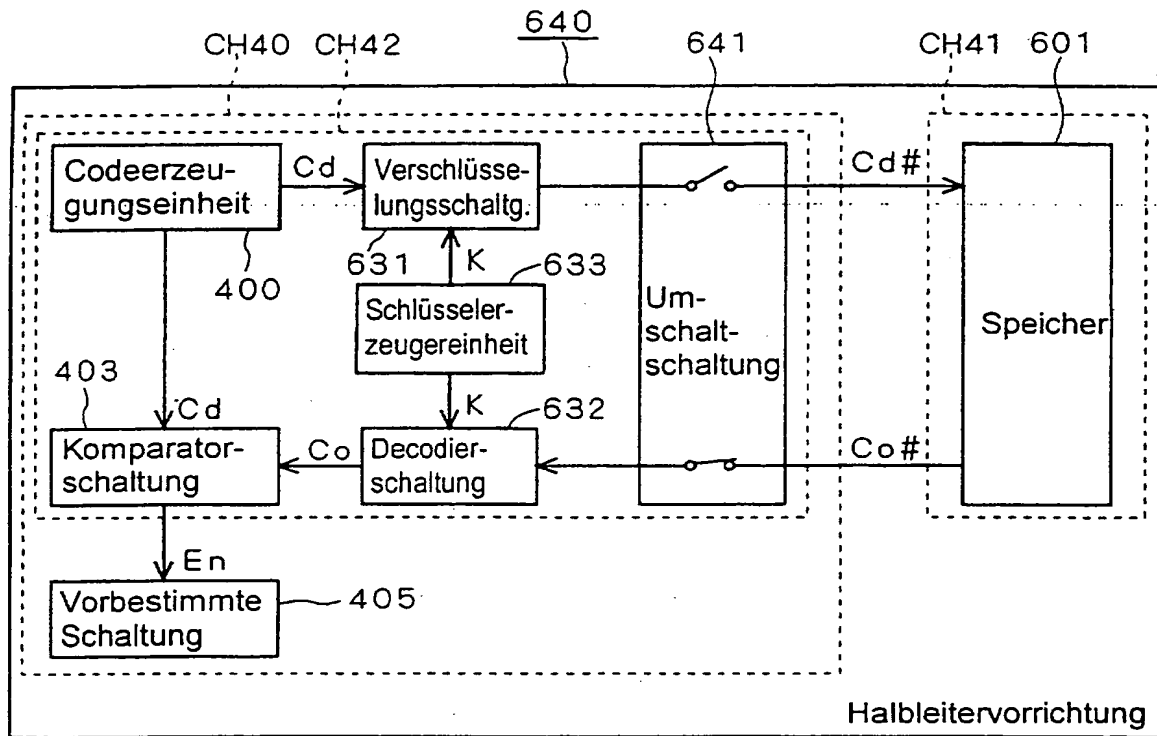 640
CH40
CH42
641
CH41
601
Codeerzeu-
gungseinheit
Cd
Verschlüsse-
lungsschaltg.
Cd#
400
631
K
633
Schlüsseler-
zeugereinheit
Um-
schalt-
schaltung
Speicher
403
Cd
K
632
Komparator-
schaltung
Co
Decodier-
schaltung
Co#
En
Vorbestimmte
Schaltung
405
Halbleitervorrichtung